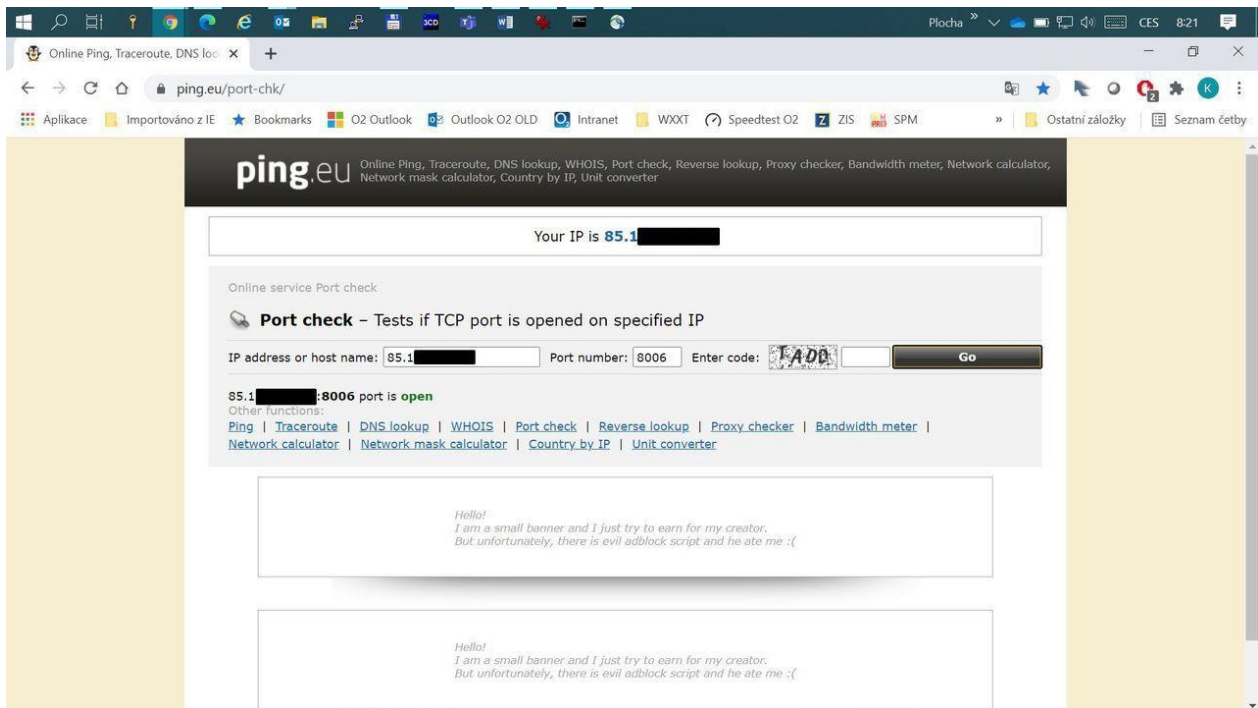 Plocha
CES 8:21
Online Ping, Traceroute, DNS loo
ping.eu/port-chk/
2
K
Aplikace Importováno z IE Bookmarks O2 Outlook Outlook O2 OLD Intranet WXXT Speedtest O2 Z ZIS SPM » Ostatní záložky Seznam četby
ping.eu Online Ping, Traceroute, DNS lookup, WHOIS, Port check, Reverse lookup, Proxy checker, Bandwidth meter, Network calculator,
Network mask calculator, Country by IP, Unit converter
Your IP is 85.1
Online service Port check
Port check – Tests if TCP port is opened on specified IP
IP address or host name: 85.1 Port number: 8006 Enter code: Go
85.1 :8006 port is open
Other functions:
Ping | Traceroute | DNS lookup | WHOIS | Port check | Reverse lookup | Proxy checker | Bandwidth meter |
Network calculator | Network mask calculator | Country by IP | Unit converter
Hello!
I am a small banner and I just try to earn for my creator.
But unfortunately, there is evil adblock script and he ate me :(
Hello!
I am a small banner and I just try to earn for my creator.
But unfortunately, there is evil adblock script and he ate me :(